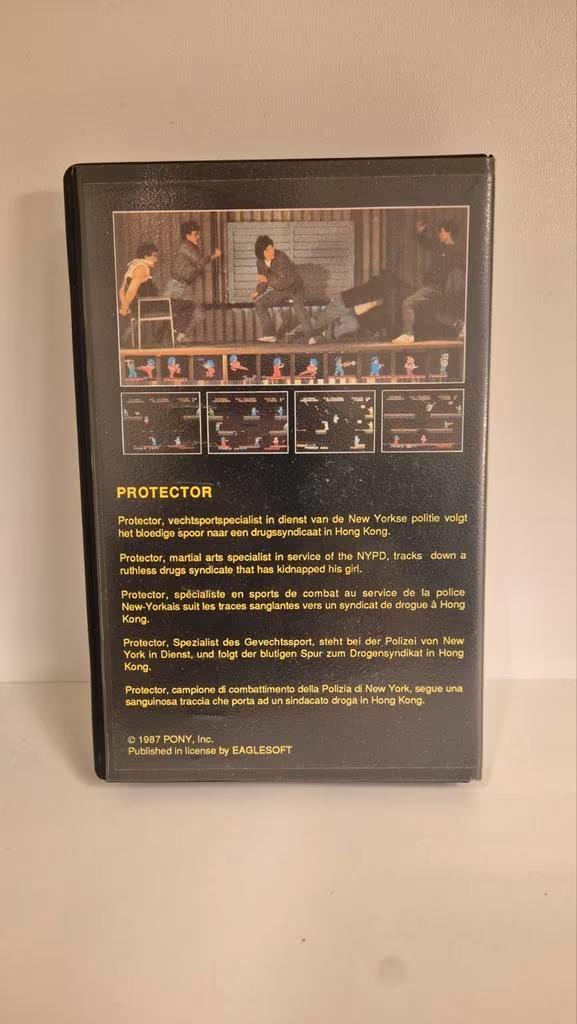 PROTECTOR
Protector, vechtsportspecialist in dienst van de New Yorkse politie volgt
het bloedige spoor naar een drugssyndicaat in Hong Kong.
Protector, martial arts specialist in service of the NYPD, tracks down a
ruthless drugs syndicate that has kidnapped his girl.
Protector, spécialiste en sports de combat au service de la police
New-Yorkais suit les traces sanglantes vers un syndicat de drogue à Hong
Kong.
Protector, Spezialist des Gevechtssport, steht bei der Polizei von New
York in Dienst, und folgt der blutigen Spur zum Drogensyndikat in Hong
Kong.
Protector, campione di combattimento della Polizia di New York, segue una
sanguinosa traccia che porta ad un sindacato droga in Hong Kong.
© 1987 PONY, Inc.
Published in license by EAGLESOFT